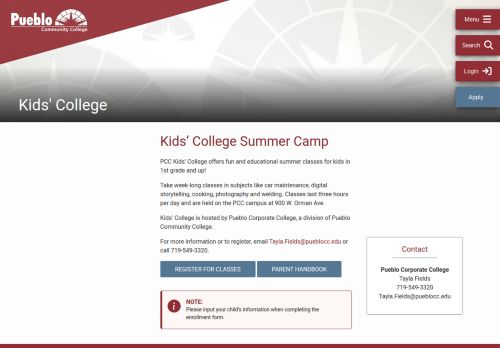 Pueblo
Community College
Menu
Search
Login
Apply
Kids' College
Kids' College Summer Camp
PCC Kids' College offers fun and educational summer classes for kids in
1st grade and up!
Take week-long classes in subjects like car maintenance, digital
storytelling, cooking, photography and welding. Classes last three hours
per day and are held on the PCC campus at 900 W. Orman Ave.
Kids' College is hosted by Pueblo Corporate College, a division of Pueblo
Community College.
For more information or to register, email Tayla.Fields@pueblocc.edu or
call 719-549-3320.
REGISTER FOR CLASSES
PARENT HANDBOOK
NOTE:
Please input your child's information when completing the
enrollment form.
Contact
Pueblo Corporate College
Tayla Fields
719-549-3320
Tayla.Fields@pueblocc.edu